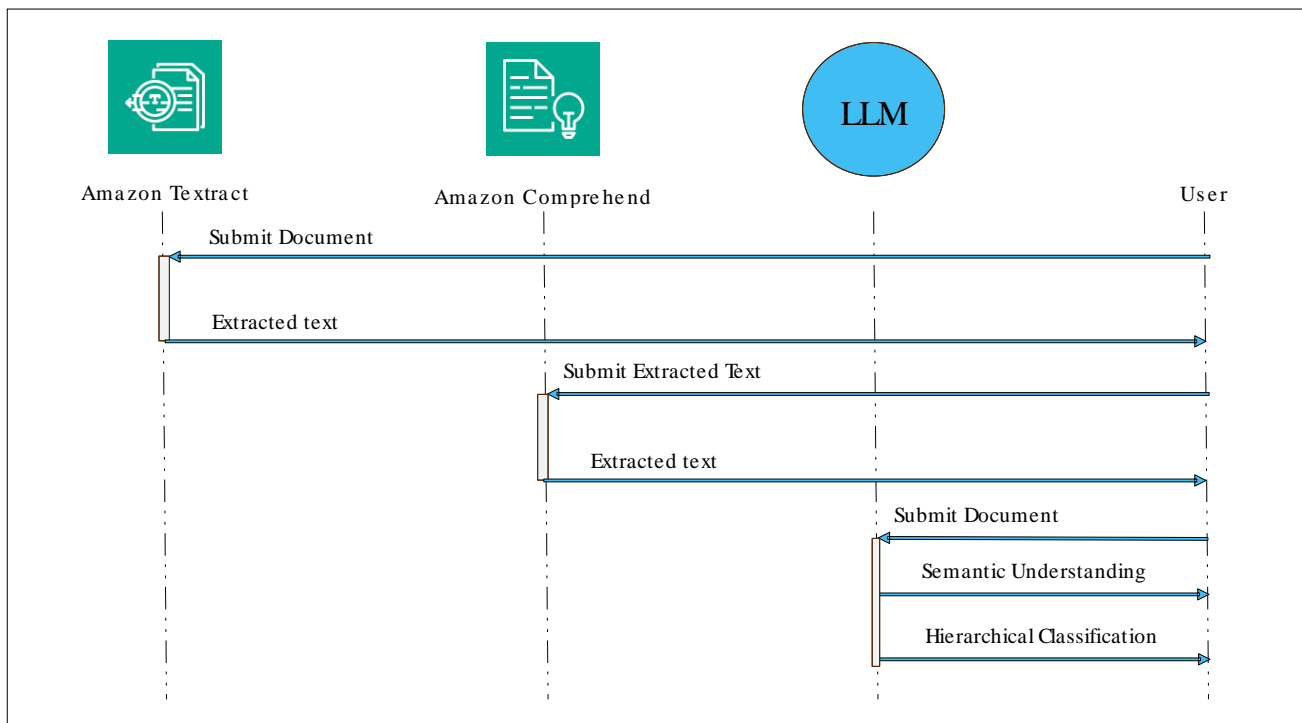 LLM
Amazon Textract
Amazon Comprehend
User
Submit Document
Extracted text
Submit Extracted Text
Extracted text
Submit Document
Semantic Understanding
Hierarchical Classification